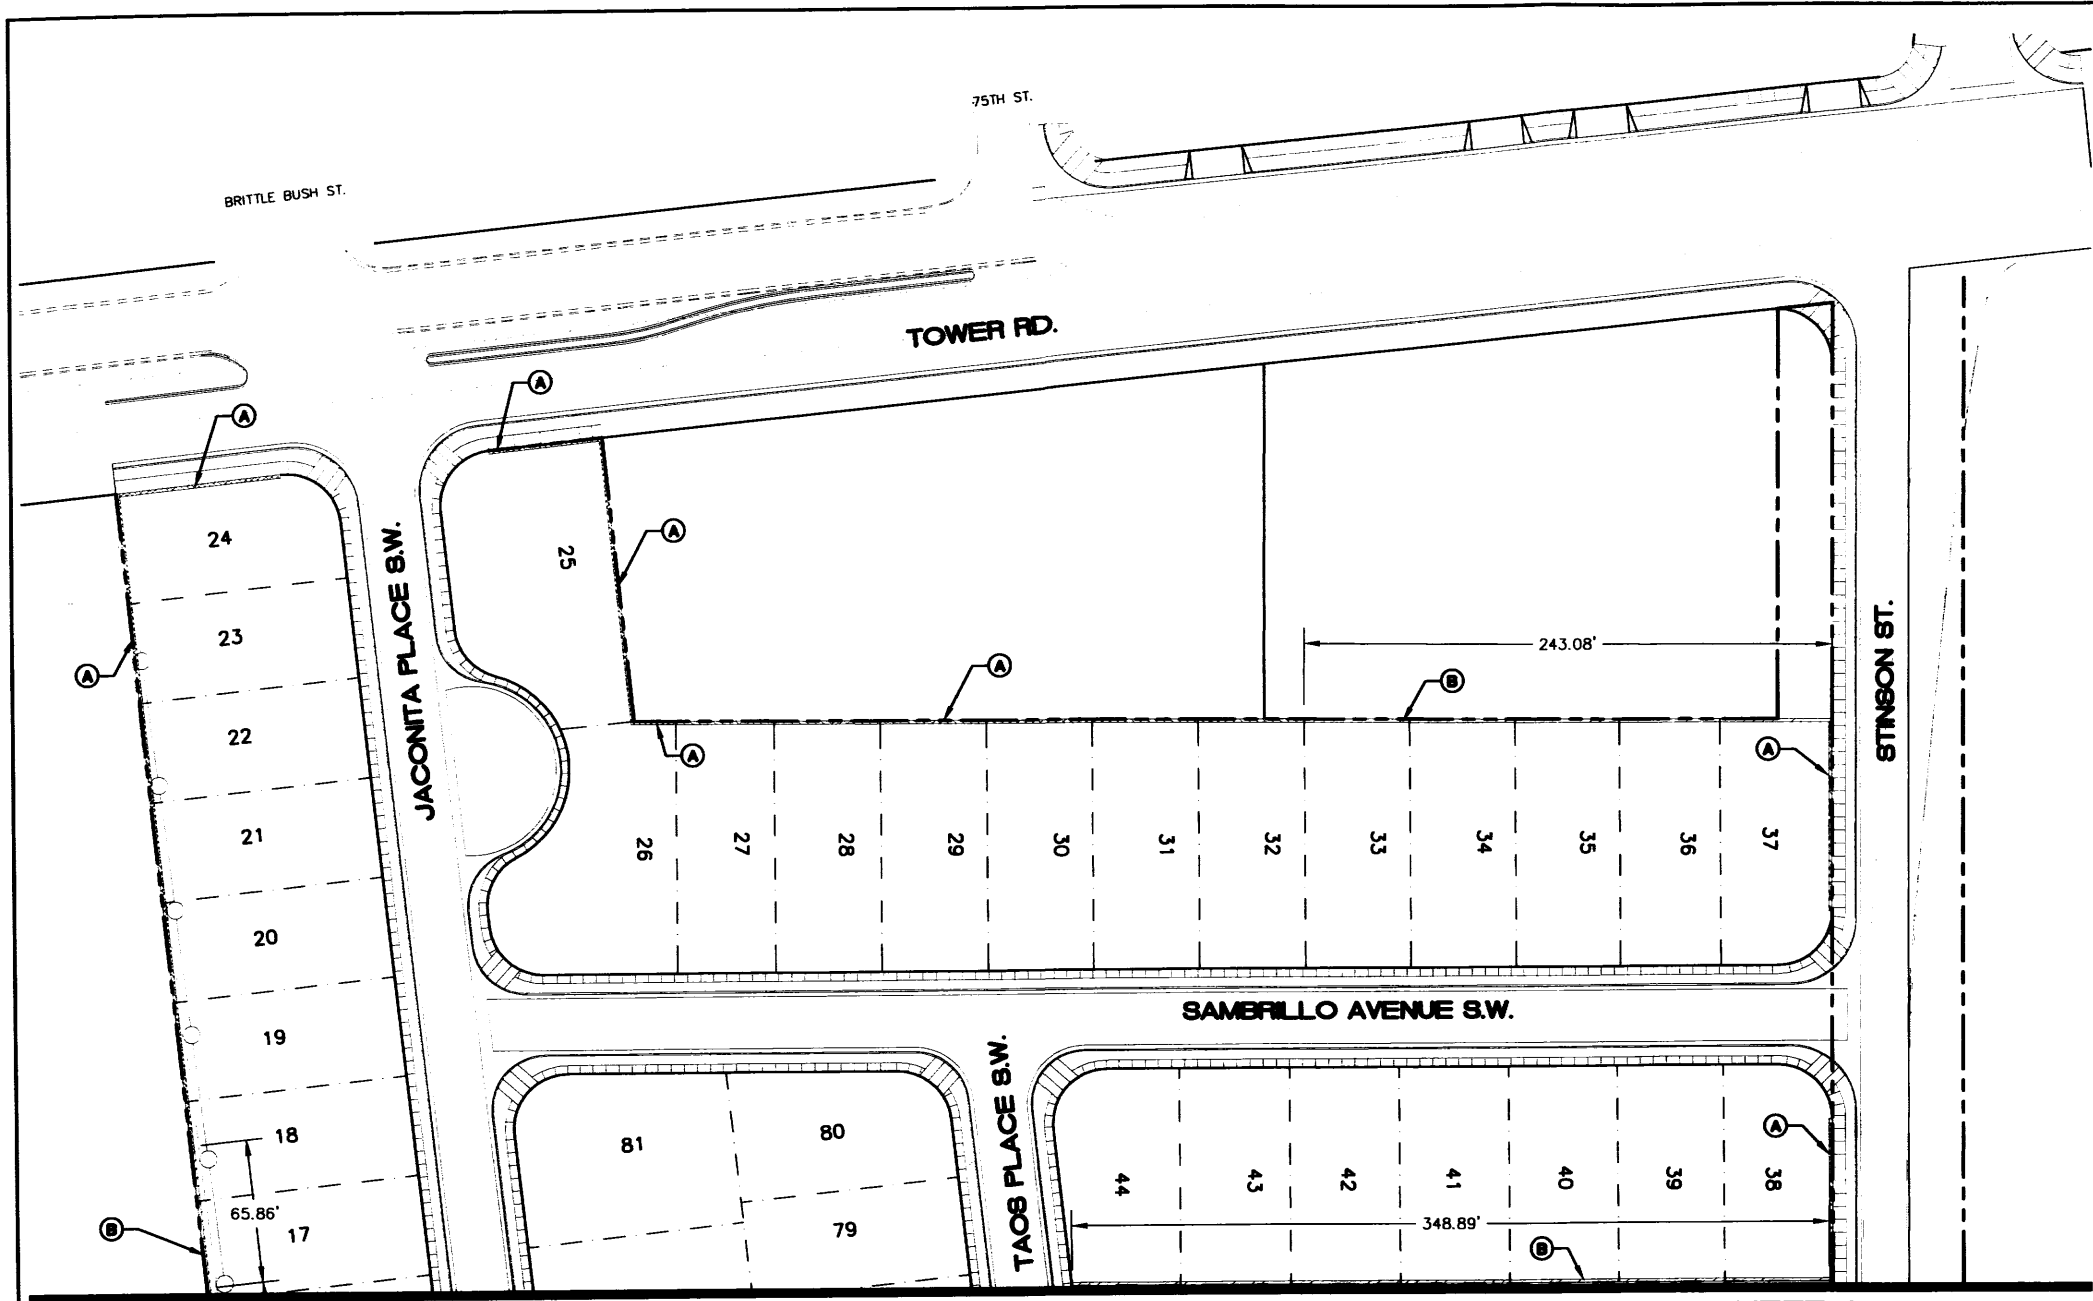 75TH ST.
BRITTLE BUSH ST.
TOWER RD.
A
A
24
JACONITA PLACE S.W.
25
A
23
A
STINSON ST.
243.08'
A
B
22
A
A
21
26
27
28
29
30
31
32
33
34
35
36
37
20
SAMBRILLO AVENUE S.W.
19
TAOS PLACE S.W.
18
81
80
A
44
43
42
41
40
39
38
65.86'
17
79
348.89'
B
B